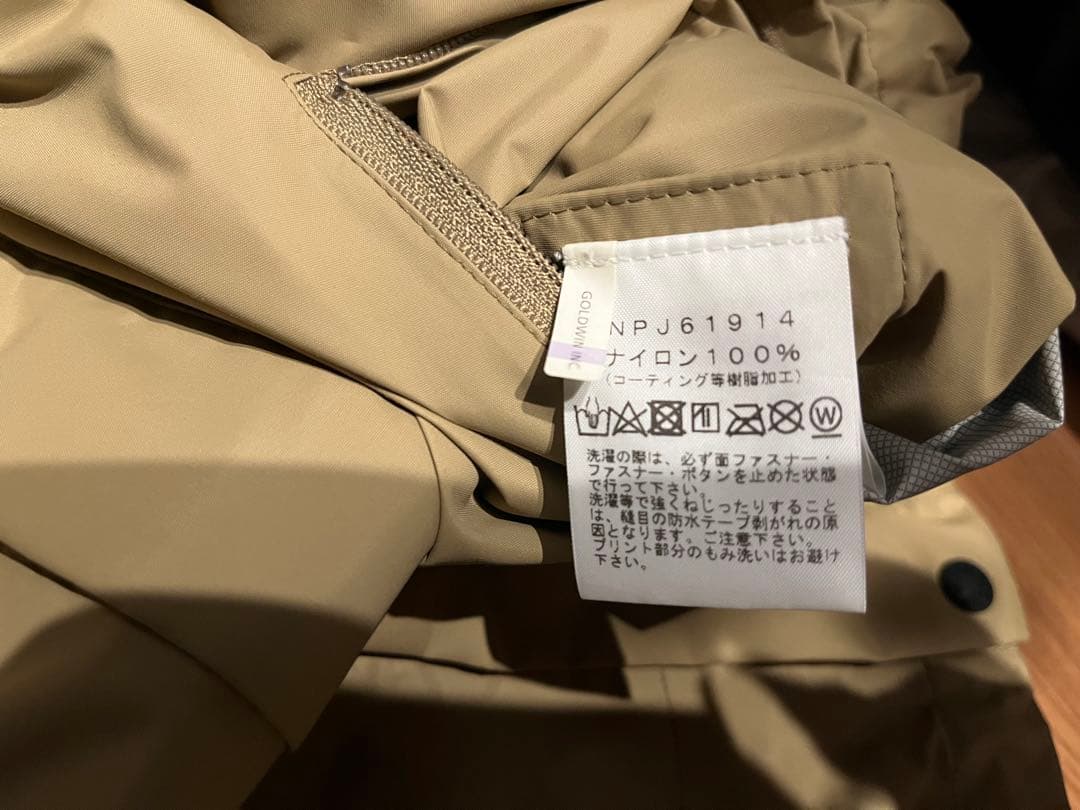 GOLDWIN INC
NPJ61914
ナイロン100%
(コーティング等樹脂加工)
W
洗濯の際は、必ず面ファスナー・
ファスナー・ボタンを止めた状態
で行って下さい。
洗濯等で強くねじったりすること
は、縫目の防水テープ剥がれの原
因となります。ご注意下さい。
プリント部分のもみ洗いはお避け
下さい。